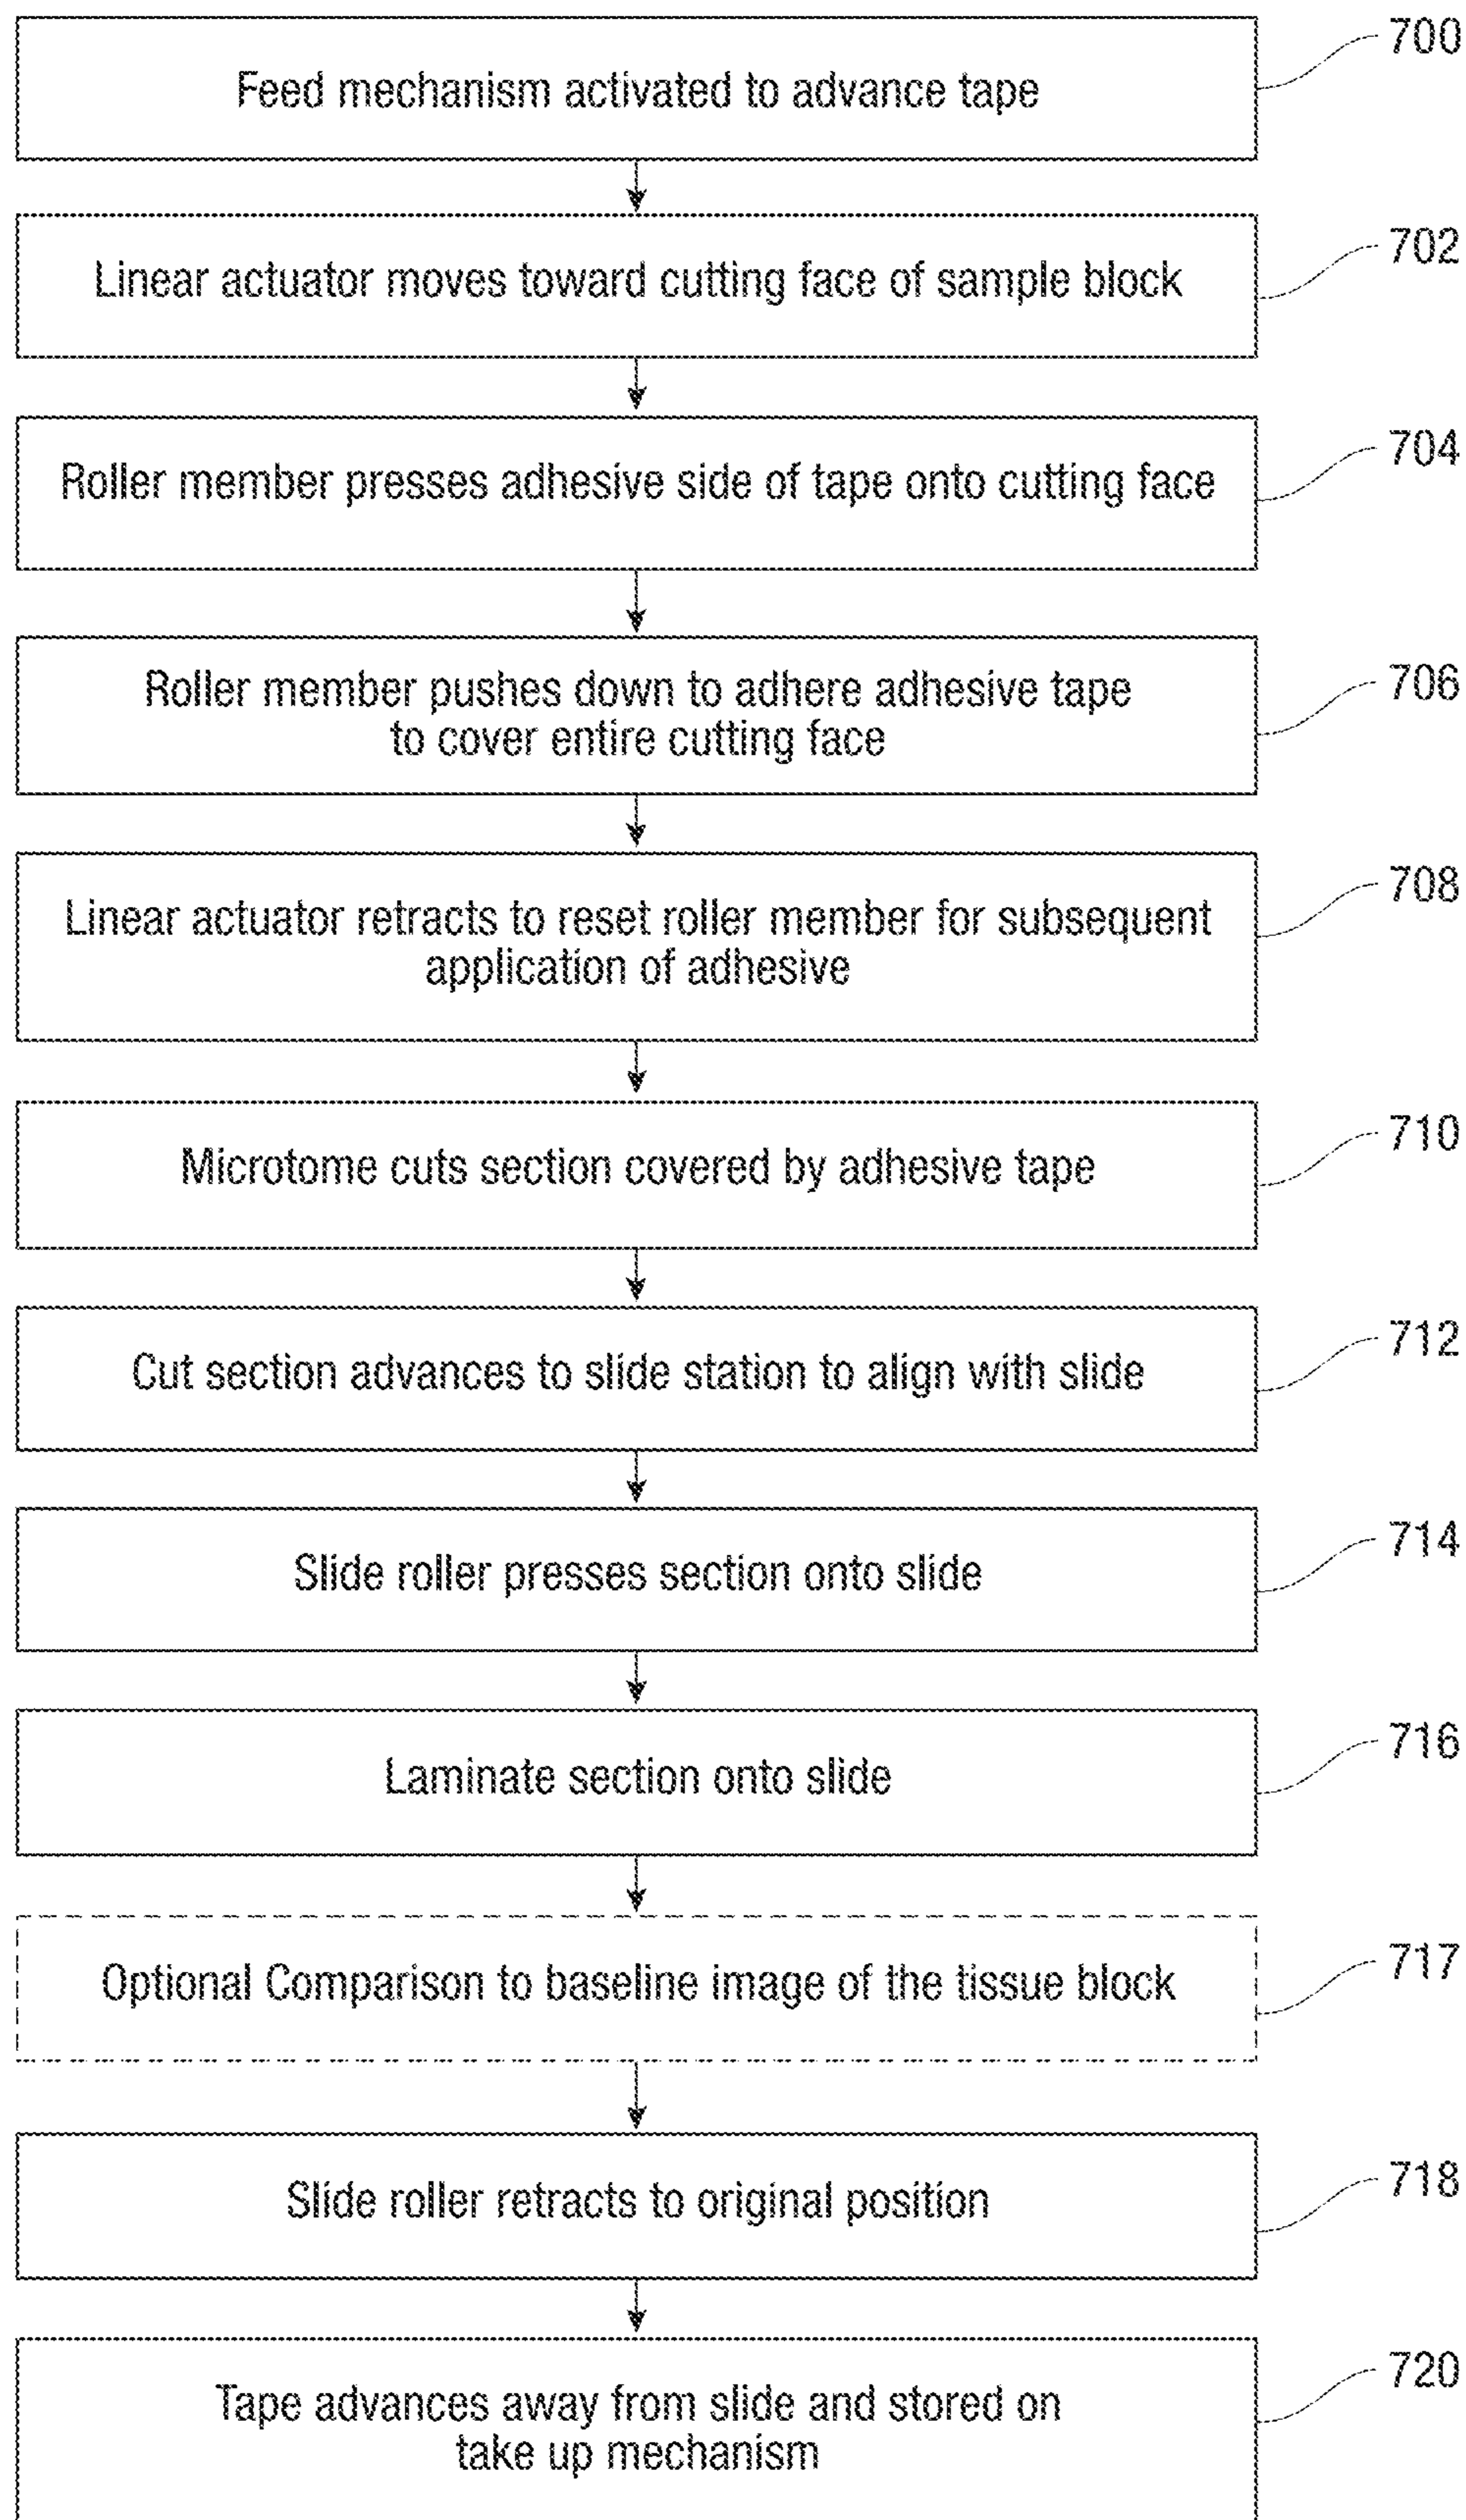 Feed mechanism activated to advance tape
700
Linear actuator moves toward cutting face of sample block
702
Roller member presses adhesive side of tape onto cutting face
704
Roller member pushes down to adhere adhesive tape
to cover entire cutting face
706
Linear actuator retracts to reset roller member for subsequent
application of adhesive
708
Microtome cuts section covered by adhesive tape
710
Cut section advances to slide station to align with slide
712
Slide roller presses section onto slide
714
Laminate section onto slide
716
Optional Comparison to baseline image of the tissue block
717
Slide roller retracts to original position
718
Tape advances away from slide and stored on
take up mechanism
720